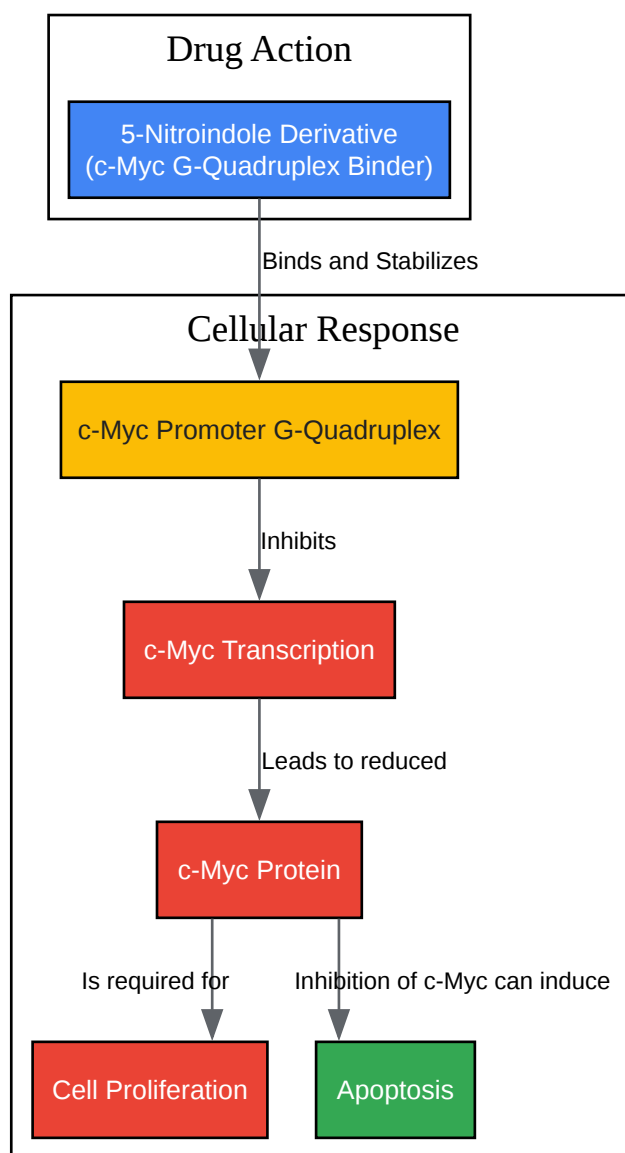 Drug Action
5-Nitroindole Derivative
(c-Myc G-Quadruplex Binder)
Binds and Stabilizes
Cellular Response
c-Myc Promoter G-Quadruplex
Inhibits
c-Myc Transcription
Leads to reduced
c-Myc Protein
Is required for
Inhibition of c-Myc can induce
Cell Proliferation
Apoptosis